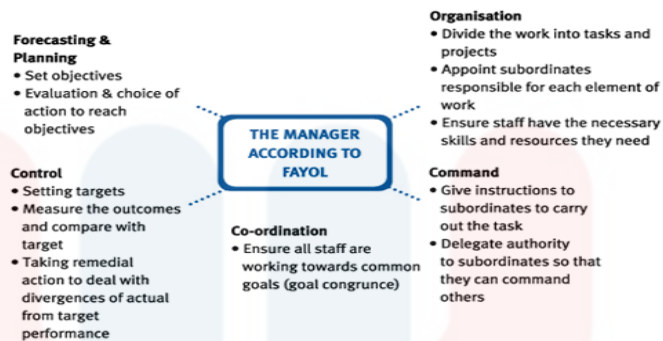 Forecasting &
Planning
• Set objectives
• Evaluation & choice of
action to reach
objectives
Organisation
• Divide the work into tasks and
projects
• Appoint subordinates
responsible for each element of
work
• Ensure staff have the necessary
skills and resources they need
THE MANAGER
ACCORDING TO
FAYOL
Control
• Setting targets
• Measure the outcomes
and compare with
target
• Taking remedial
action to deal with
divergences of actual
from target
performance
Co-ordination
• Ensure all staff are
working towards common
goals (goal congrunce)
Command
• Give instructions to
subordinates to carry
out the task
• Delegate authority
to subordinates so that
they can command
others